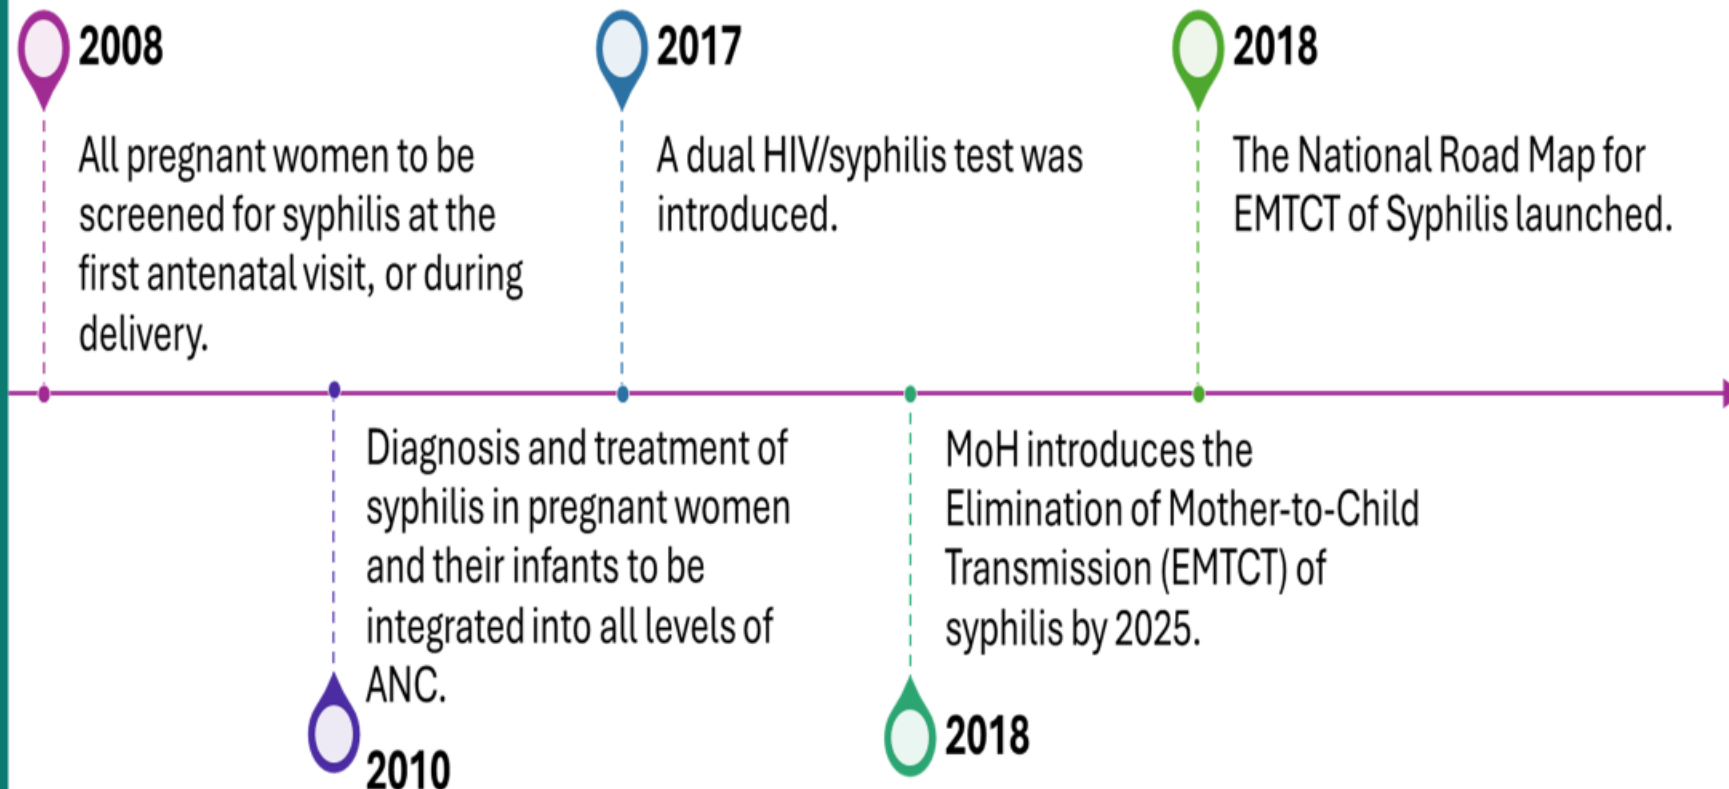 2008
All pregnant women to be
screened for syphilis at the
first antenatal visit, or during
delivery.
Diagnosis and treatment of
syphilis in pregnant women
and their infants to be
integrated into all levels of
ANC.
2010
2017
A dual HIV/syphilis test was
introduced.
MoH introduces the
Elimination of Mother-to-Child
Transmission (EMTCT) of
syphilis by 2025.
2018
2018
The National Road Map for
EMTCT of Syphilis launched.